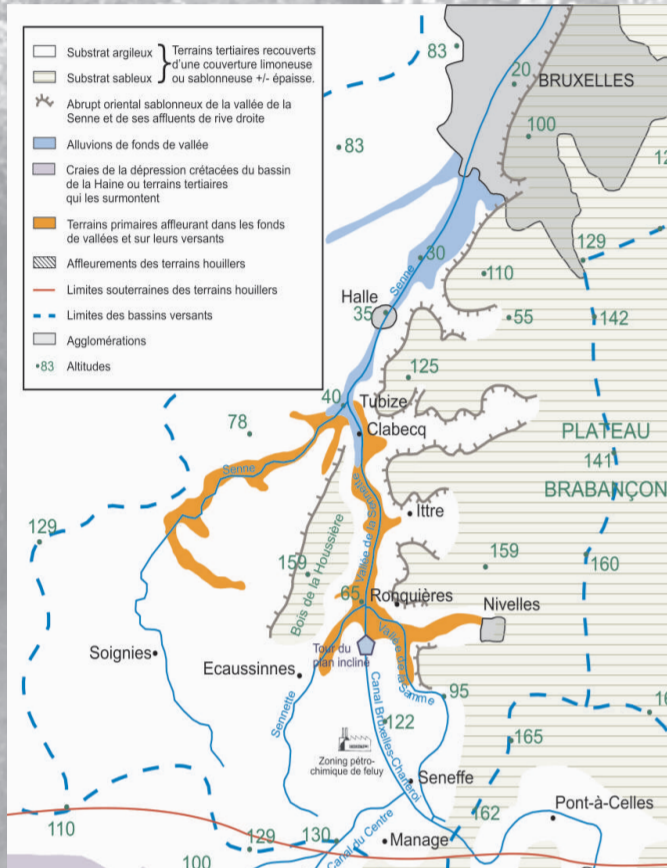 Substrat argileux
Substrat sableux
Terrains tertiaires recouverts
d'une couverture limoneuse
ou sablonneuse +/- épaisse.
Abrupt oriental sablonneux de la vallée de la
Senne et de ses affluents de rive droite
Alluvions de fonds de vallée
Craies de la dépression crétacées du bassin
de la Haine ou terrains tertiaires
qui les surmontent
Terrains primaires affleurant dans les fonds
de vallées et sur leurs versants
Affleurements des terrains houillers
Limites souterraines des terrains houillers
Limites des bassins versants
Agglomérations
83 Altitudes
83
20
BRUXELLES
100
83
129
30
Senne
110
Halle
35
55
142
125
40
Tubize
78
Clabecq
PLATEAU
141
BRABANÇON
Senne
Vallée de la Sennette
Ittre
129
159
Bois de la Houssière
159
160
65
Ronquières
Nivelles
Vallée de la Samme
Tour du
plan incliné
Soignies
Ecaussinnes
Sennette
95
Canal Bruxelles-Charleroi
122
165
Zoning pétro-
chimique de feluy
Seneffe
162
Pont-à-Celles
110
129
130
Canal du Centre
Manage
100